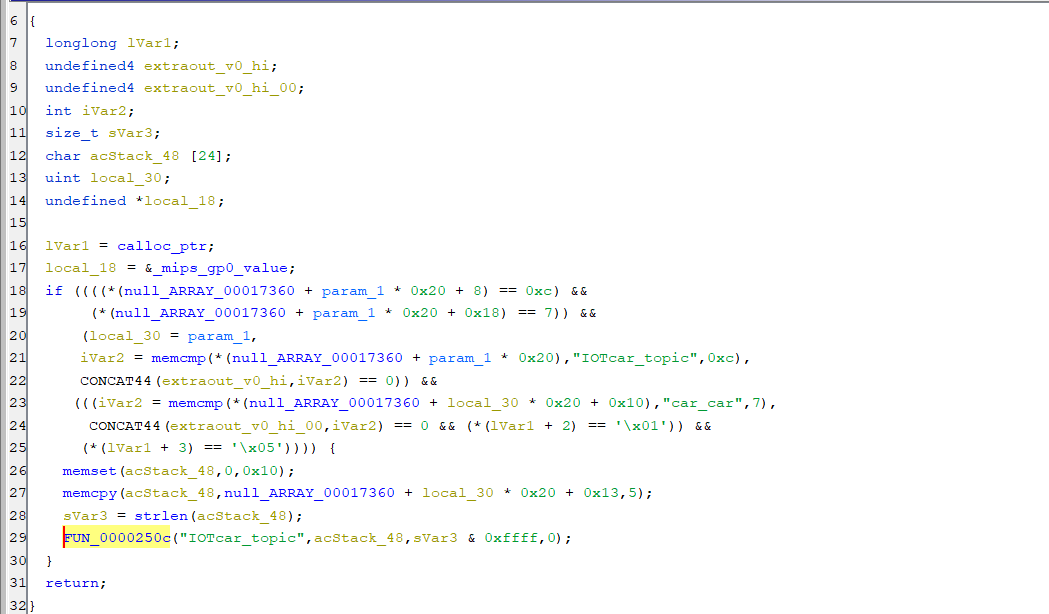 6 {
7 longlong lVar1;
8 undefined4 extraout_v0_hi;
9 undefined4 extraout_v0_hi_00;
10 int iVar2;
11 size_t sVar3;
12 char acStack_48 [24];
13 uint local_30;
14 undefined *local_18;
15
16 lVar1 = calloc_ptr;
17 local_18 = &_mips_gp0_value;
18 if ((((*(null_ARRAY_00017360 + param_1 * 0x20 + 8) == 0xc) &&
19 (*(null_ARRAY_00017360 + param_1 * 0x20 + 0x18) == 7)) &&
20 (local_30 = param_1,
21 iVar2 = memcmp(*(null_ARRAY_00017360 + param_1 * 0x20),"IOTcar_topic",0xc),
22 CONCAT44(extraout_v0_hi,iVar2) == 0)) &&
23 (((iVar2 = memcmp(*(null_ARRAY_00017360 + local_30 * 0x20 + 0x10),"car_car",7),
24 CONCAT44(extraout_v0_hi_00,iVar2) == 0 && (*(lVar1 + 2) == '\x01')) &&
25 (*(lVar1 + 3) == '\x05')))) {
26 memset(acStack_48,0,0x10);
27 memcpy(acStack_48,null_ARRAY_00017360 + local_30 * 0x20 + 0x13,5);
28 sVar3 = strlen(acStack_48);
29 FUN_0000250c("IOTcar_topic",acStack_48,sVar3 & 0xffff,0);
30 }
31 return;
32 }